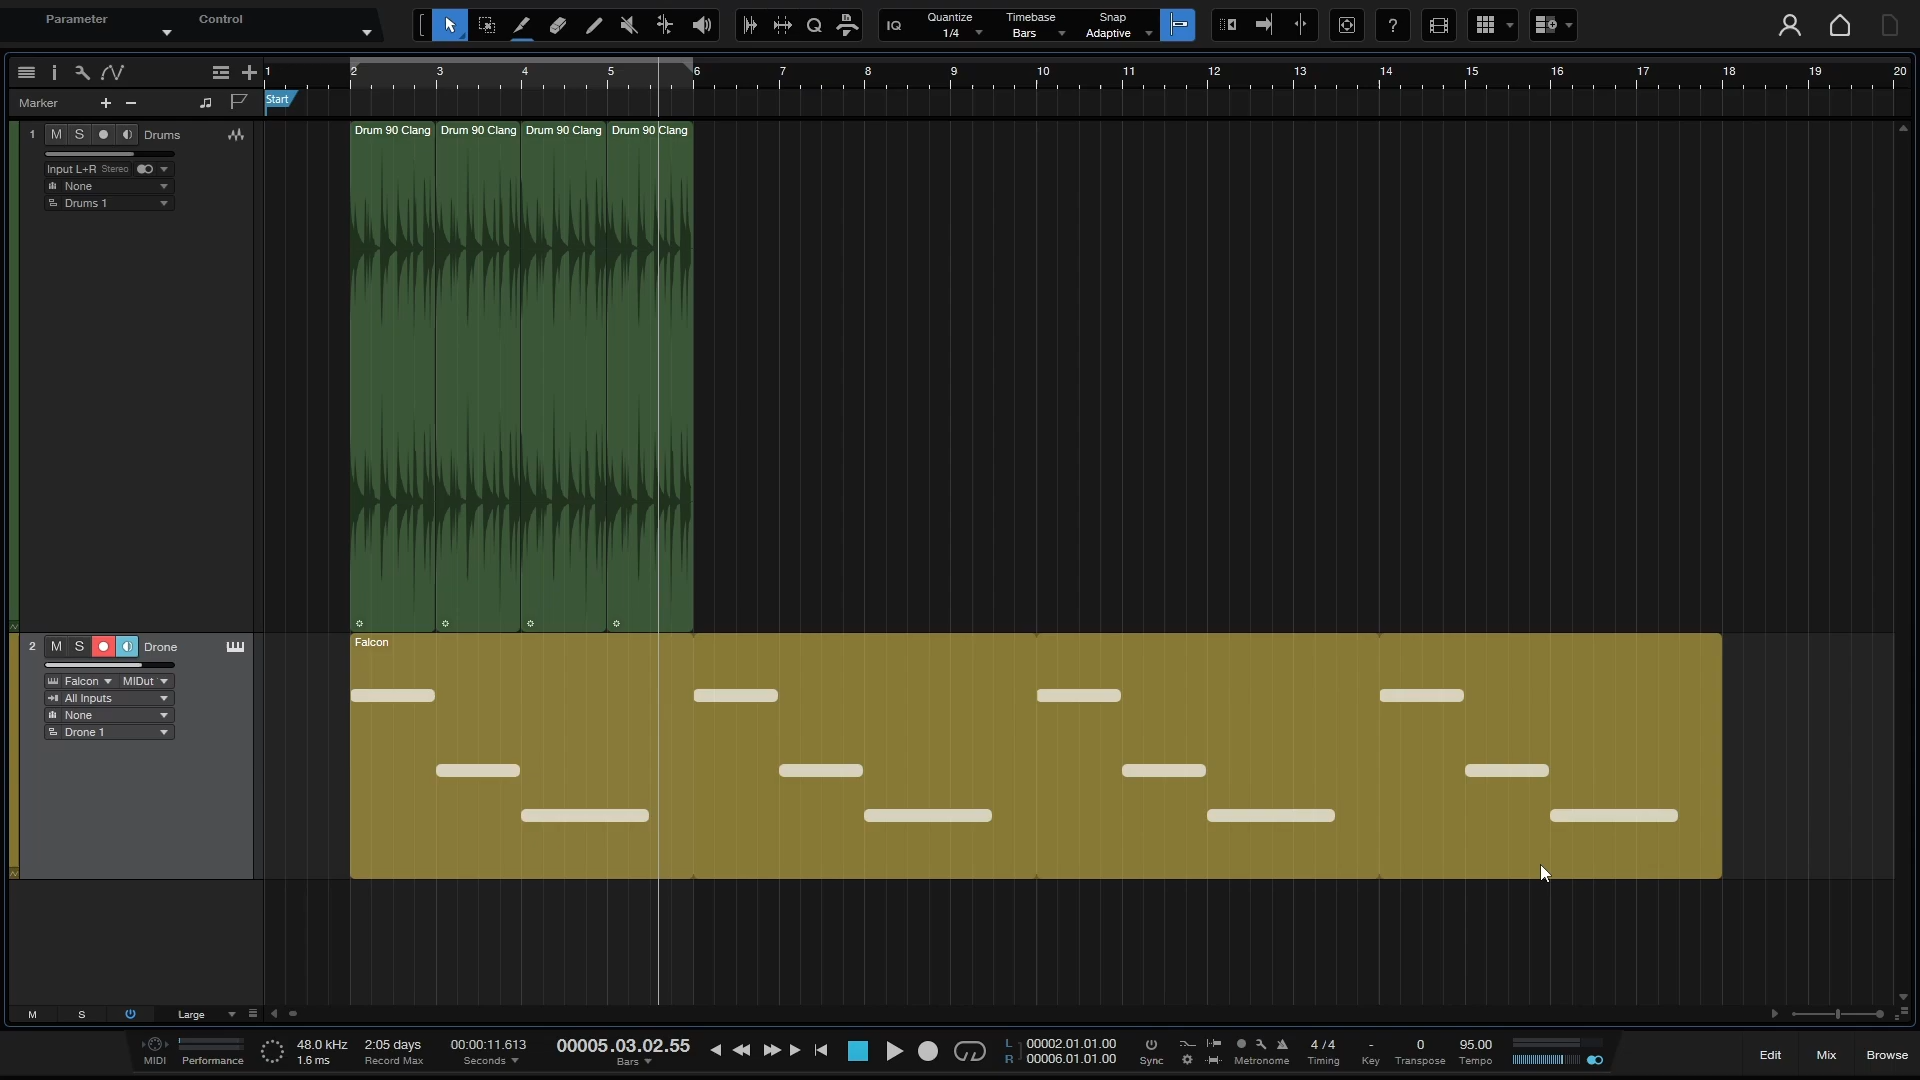 Parameter
Control
IQ
Quantize
1/4
Timebase
Bars
Snap
Adaptive
?
1 2 3 4 5 6 7 8 9 10 11 12 13 14 15 16 17 18 19 20
Marker
Start
1 M S Drums
Input L+R Stereo
None
Drums 1
Drum 90 Clang Drum 90 Clang Drum 90 Clang Drum 90 Clang
2 M S Drone
Falcon MIDut
All Inputs
None
Drone 1
Falcon
M S Large
MIDI
Performance
48.0 kHz
1.6 ms
2:05 days
Record Max
00:00:11.613
Seconds
00005.03.02.55
Bars
L 00002.01.01.00
R 00006.01.01.00
Sync
Metronome
4 / 4
Timing
-
Key
0
Transpose
95.00
Tempo
Edit
Mix
Browse